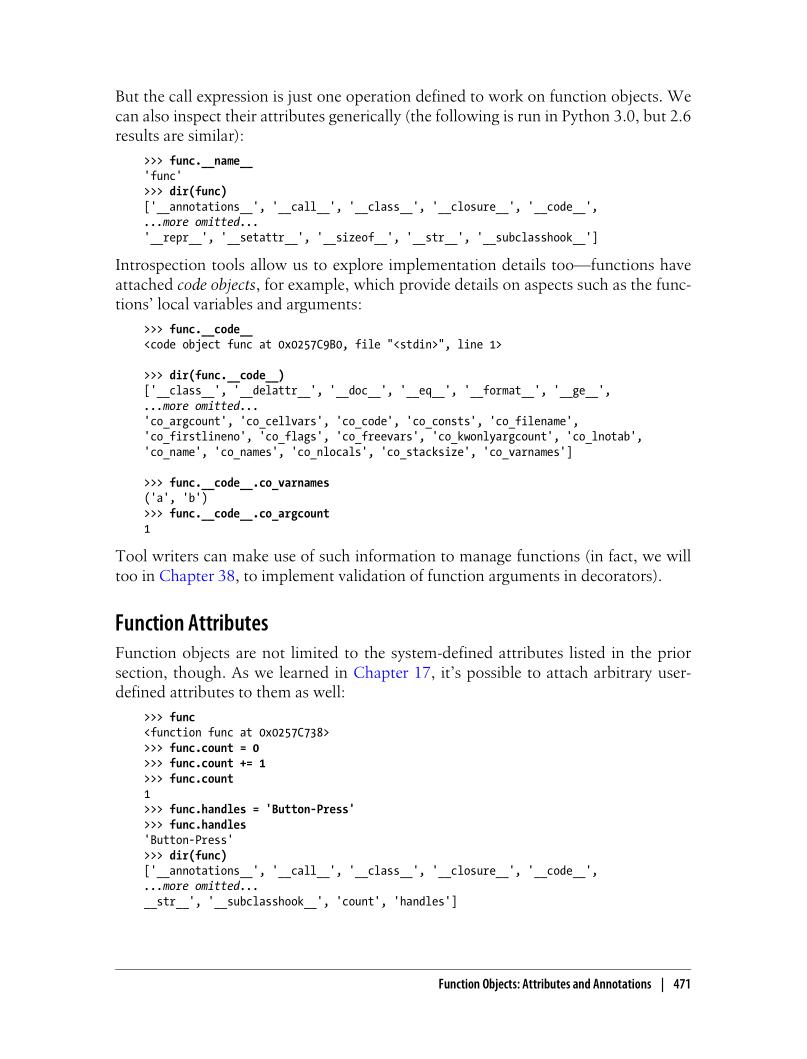 But the call expression is just one operation defined to work on function objects. We
can also inspect their attributes generically (the following is run in Python 3.0, but 2.6
results are similar):
>>> func.__name__
'func'
>>> dir(func)
['__annotations__', '__call__', '__class__', '__closure__', '__code__',
...more omitted...
'__repr__', '__setattr__', '__sizeof__', '__str__', '__subclasshook__']
Introspection tools allow us to explore implementation details too—functions have
attached code objects, for example, which provide details on aspects such as the func-
tions’ local variables and arguments:
>>> func.__code__
<code object func at 0x0257C9B0, file "<stdin>", line 1>
>>> dir(func.__code__)
['__class__', '__delattr__', '__doc__', '__eq__', '__format__', '__ge__',
...more omitted...
'co_argcount', 'co_cellvars', 'co_code', 'co_consts', 'co_filename',
'co_firstlineno', 'co_flags', 'co_freevars', 'co_kwonlyargcount', 'co_lnotab',
'co_name', 'co_names', 'co_nlocals', 'co_stacksize', 'co_varnames']
>>> func.__code__.co_varnames
('a', 'b')
>>> func.__code__.co_argcount
1
Tool writers can make use of such information to manage functions (in fact, we will
too in Chapter 38, to implement validation of function arguments in decorators).
Function Attributes
Function objects are not limited to the system-defined attributes listed in the prior
section, though. As we learned in Chapter 17, it’s possible to attach arbitrary user-
defined attributes to them as well:
>>> func
<function func at 0x0257C738>
>>> func.count = 0
>>> func.count += 1
>>> func.count
1
>>> func.handles = 'Button-Press'
>>> func.handles
'Button-Press'
>>> dir(func)
['__annotations__', '__call__', '__class__', '__closure__', '__code__',
...more omitted...
__str__', '__subclasshook__', 'count', 'handles']
Function Objects: Attributes and Annotations | 471